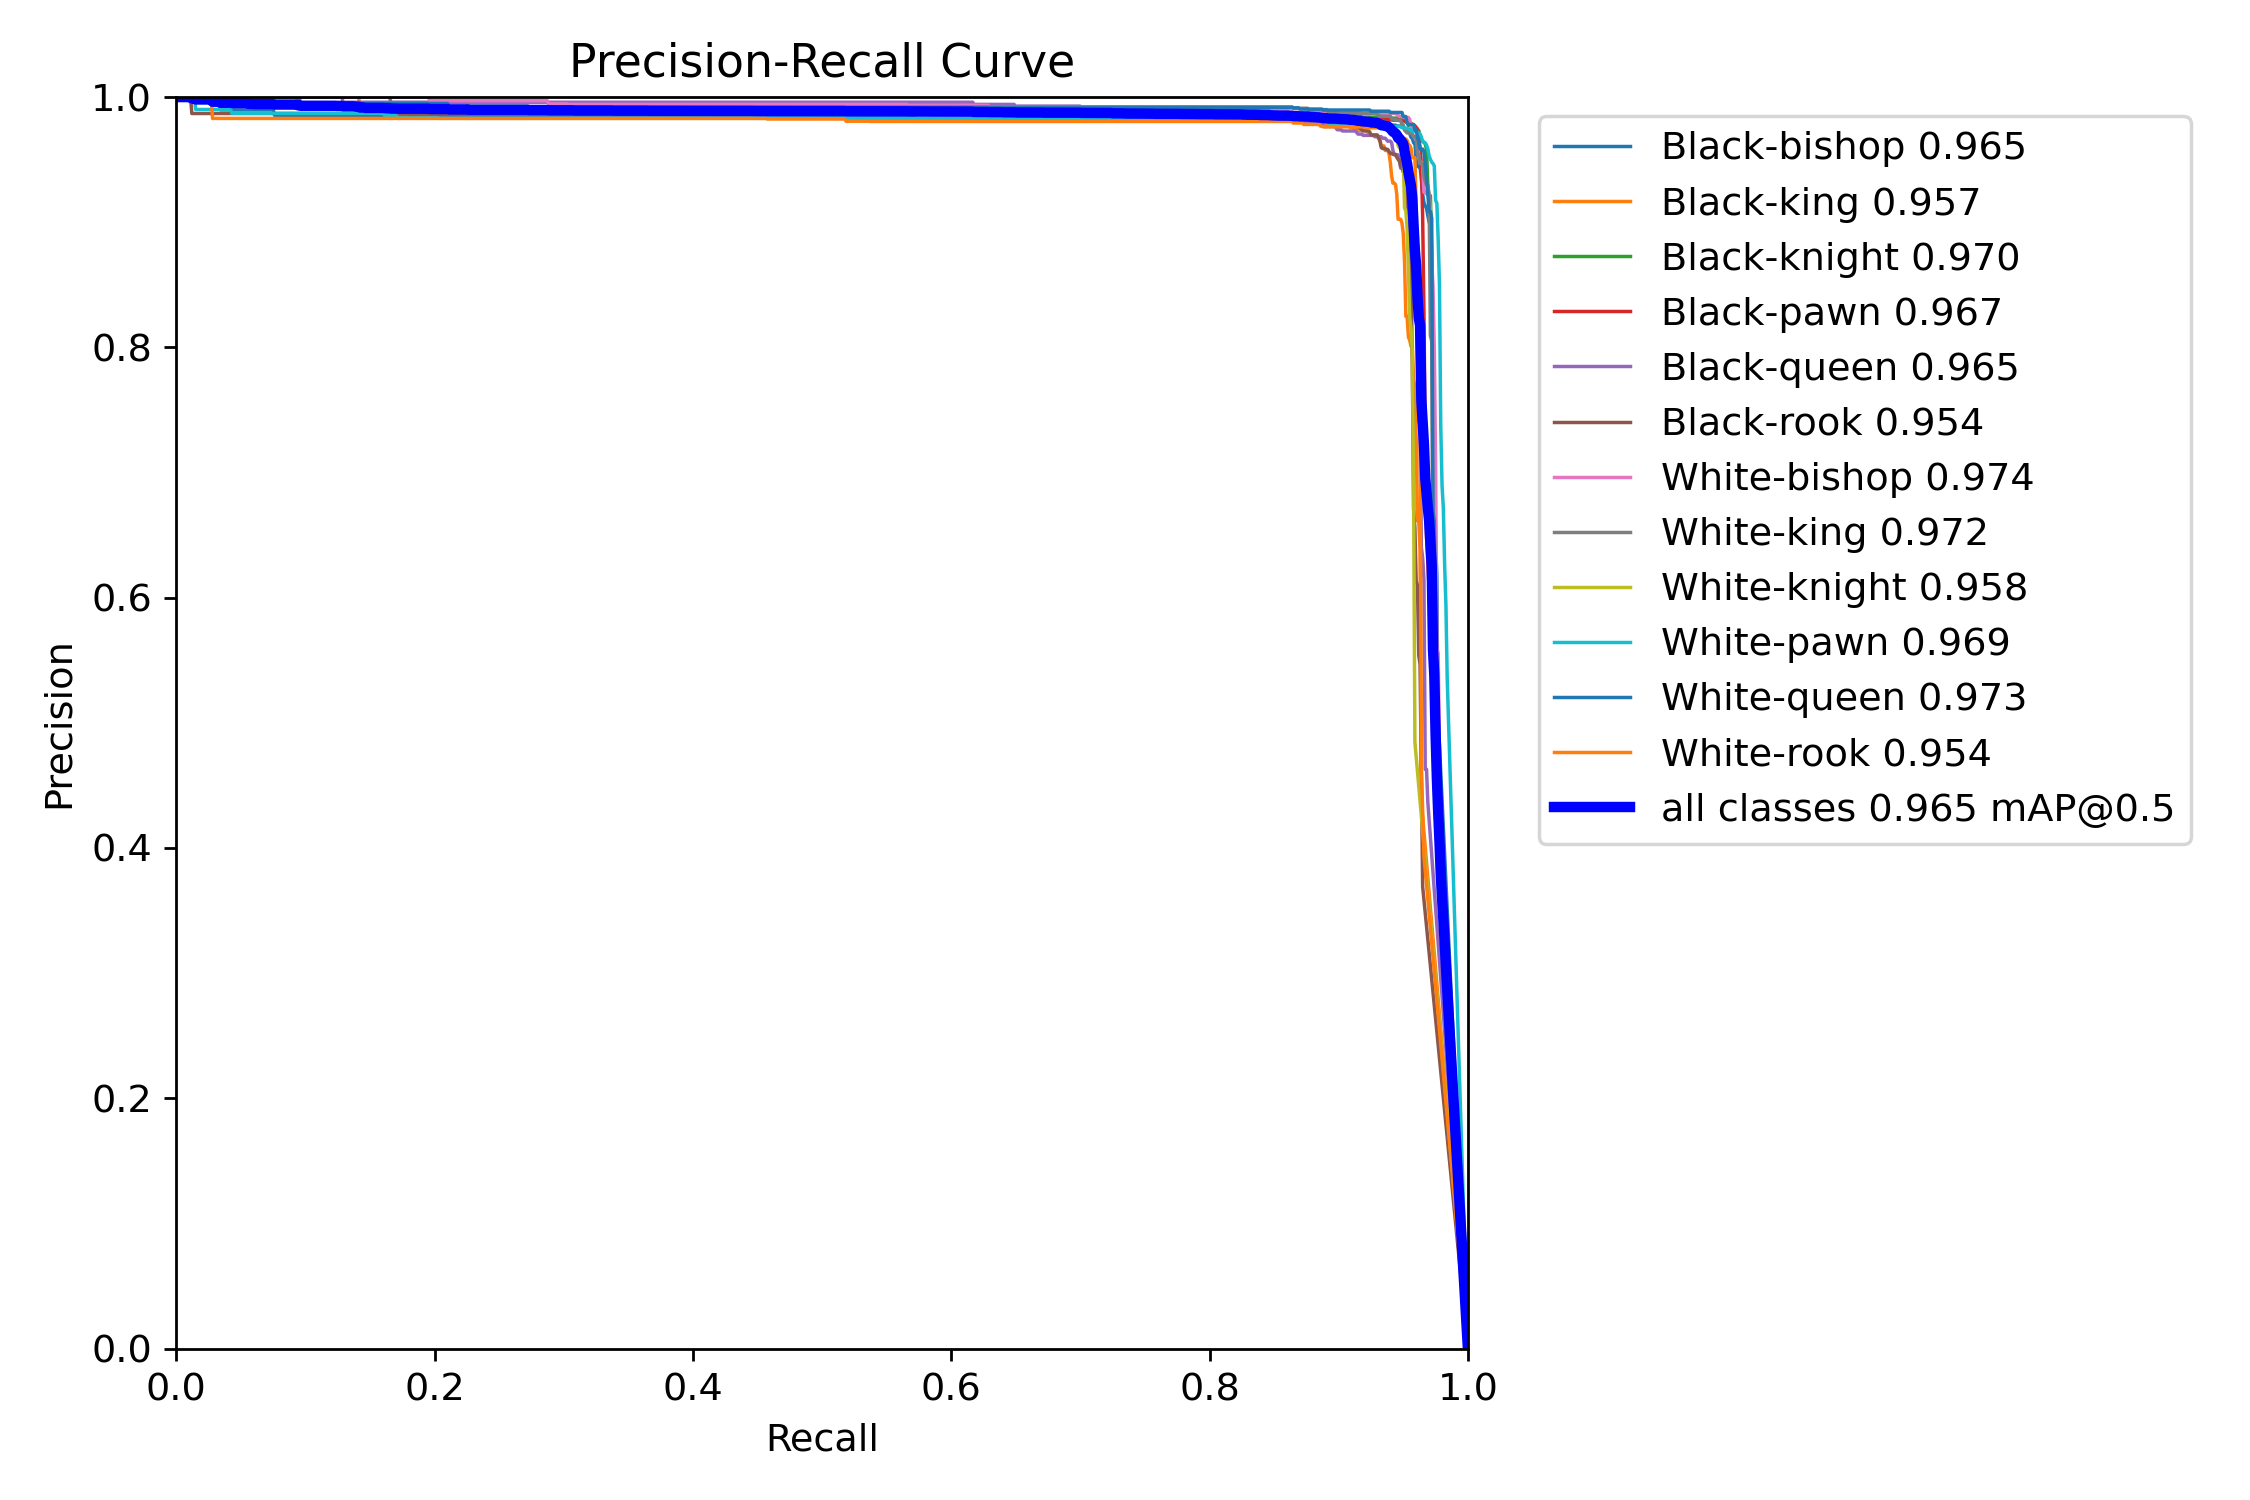 Precision-Recall Curve
1.0
0.8
0.6
0.4
0.2
0.0
Precision
0.0 0.2 0.4 0.6 0.8 1.0
Recall
Black-bishop 0.965
Black-king 0.957
Black-knight 0.970
Black-pawn 0.967
Black-queen 0.965
Black-rook 0.954
White-bishop 0.974
White-king 0.972
White-knight 0.958
White-pawn 0.969
White-queen 0.973
White-rook 0.954
all classes 0.965 mAP@0.5